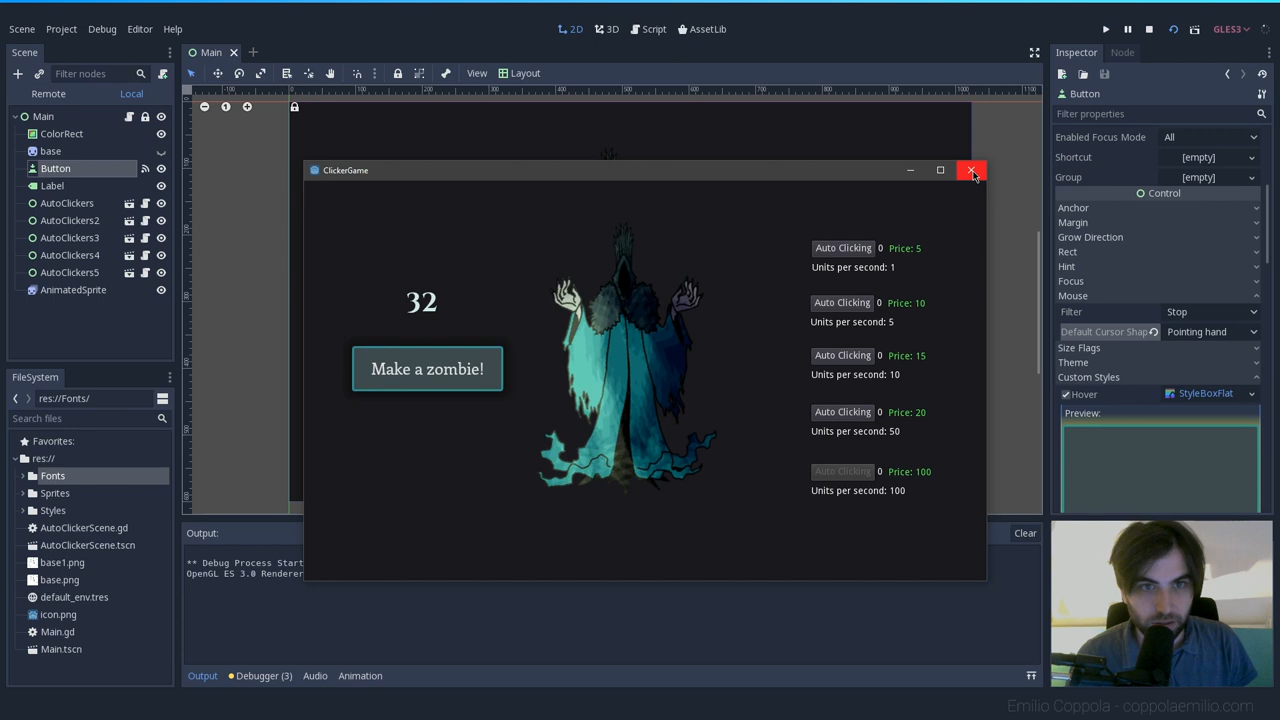 Scene Project Debug Editor Help
2D 3D Script AssetLib
GLES3
Scene
Filter nodes
Remote Local
Main
ColorRect
base
Button
Label
AutoClickers
AutoClickers2
AutoClickers3
AutoClickers4
AutoClickers5
AnimatedSprite
FileSystem
res://Fonts/
Search files
Favorites:
res://
Fonts
Sprites
Styles
AutoClickerScene.gd
AutoClickerScene.tscn
base1.png
base.png
default_env.tres
icon.png
Main.gd
Main.tscn
Main
View Layout
ClickerGame
32
Make a zombie!
Auto Clicking 0 Price: 5
Units per second: 1
Auto Clicking 0 Price: 10
Units per second: 5
Auto Clicking 0 Price: 15
Units per second: 10
Auto Clicking 0 Price: 20
Units per second: 50
Auto Clicking 0 Price: 100
Units per second: 100
Output: Clear
** Debug Process Start
OpenGL ES 3.0 Renderer
Output Debugger (3) Audio Animation
Inspector Node
Button
Filter properties
Enabled Focus Mode All
Shortcut [empty]
Group [empty]
Control
Anchor
Margin
Grow Direction
Rect
Hint
Focus
Mouse
Filter Stop
Default Cursor Shap Pointing hand
Size Flags
Theme
Custom Styles
Hover StyleBoxFlat
Preview:
Emilio Coppola - coppolaemilio.com